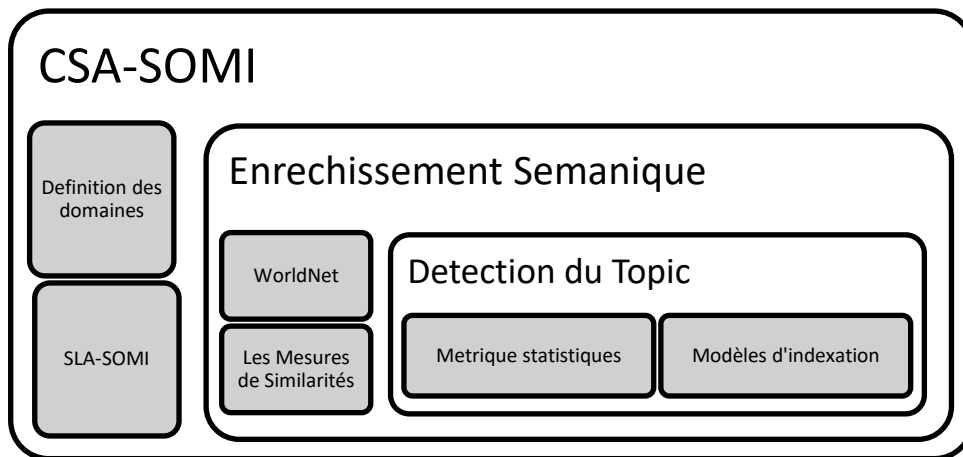 CSA-SOMI
Definition des
domaines
SLA-SOMI
Enrechissement Semanique
WorldNet
Les Mesures
de Similarités
Detection du Topic
Metrique statistiques
Modèles d'indexation